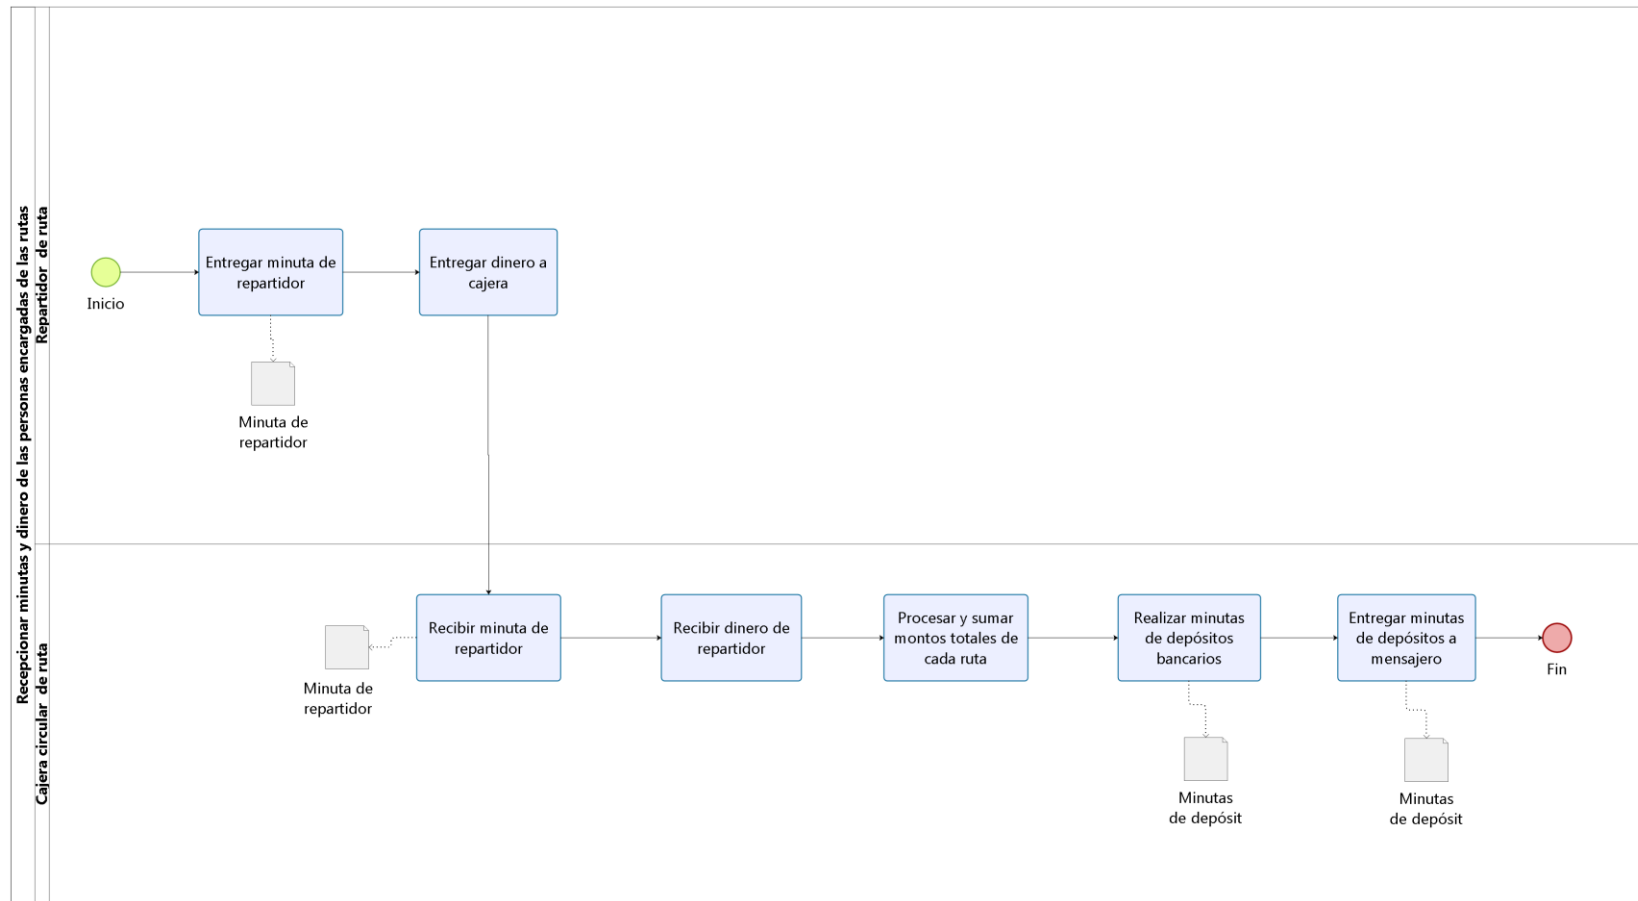 Recepcionar minutas y dinero de las personas encargadas de las rutas
Repartidor de ruta
Inicio
Entregar minuta de
repartidor
Entregar dinero a
cajera
Minuta de
repartidor
Cajera circular de ruta
Recibir minuta de
repartidor
Minuta de
repartidor
Recibir dinero de
repartidor
Procesar y sumar
montos totales de
cada ruta
Realizar minutas
de depósitos
bancarios
Minutas
de depósit
Entregar minutas
de depósitos a
mensajero
Minutas
de depósit
Fin